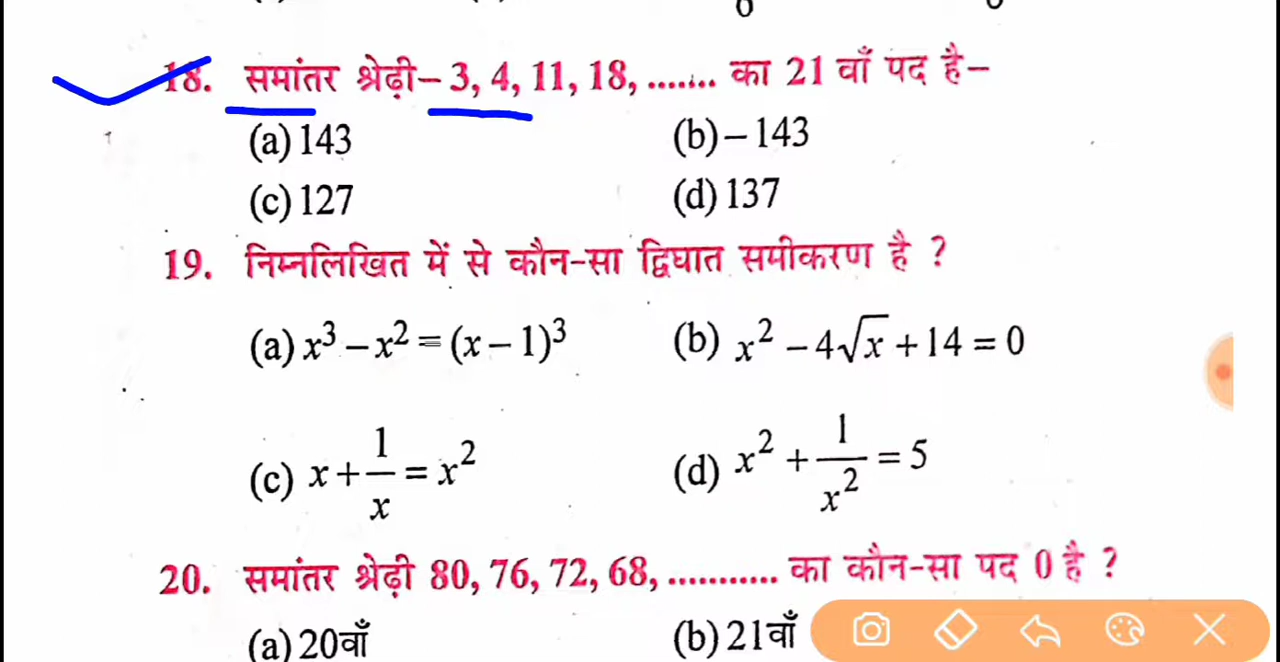 18. समांतर श्रेढ़ी– 3, 4, 11, 18, ....... का 21 वाँ पद है–
(a) 143 (b) – 143
(c) 127 (d) 137
19. निम्नलिखित में से कौन-सा द्विघात समीकरण है ?
(a) x³ – x² = (x – 1)³ (b) x² – 4√x + 14 = 0
(c) x + 1/x = x² (d) x² + 1/x² = 5
20. समांतर श्रेढ़ी 80, 76, 72, 68, ........... का कौन-सा पद 0 है ?
(a) 20वाँ (b) 21वाँ